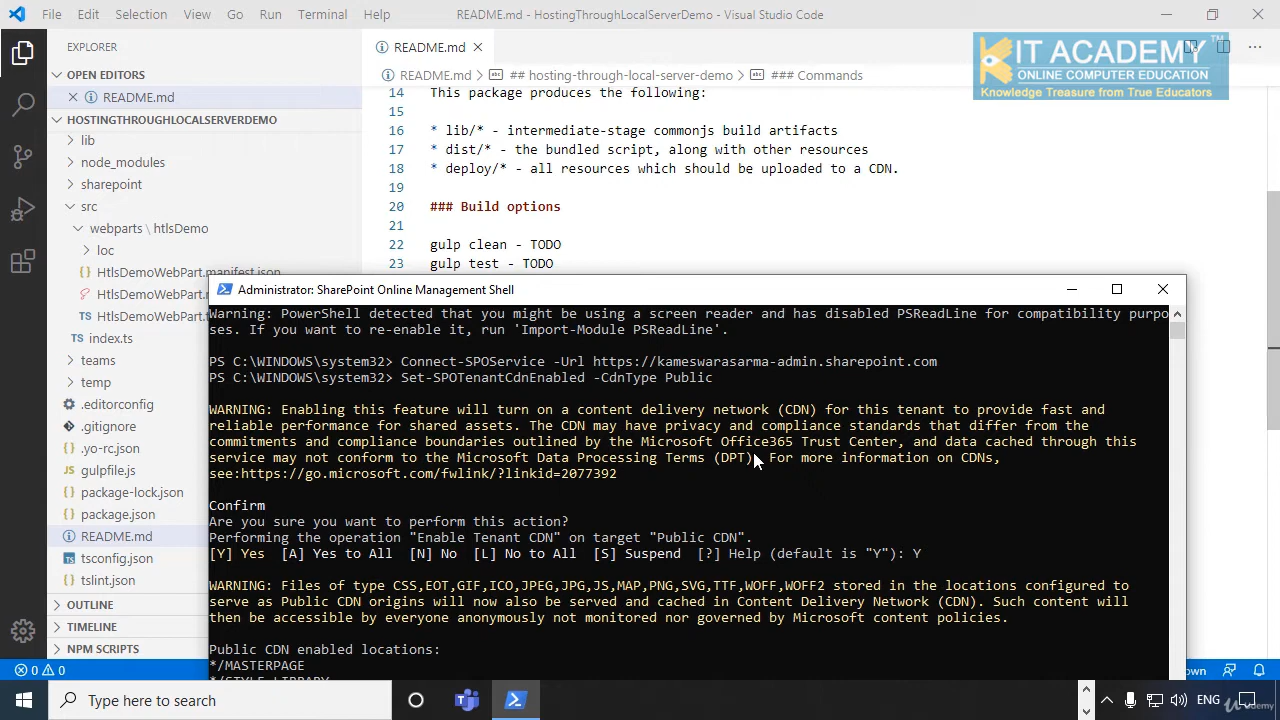 File Edit Selection View Go Run Terminal Help README.md - HostingThroughLocalServerDemo - Visual Studio Code
EXPLORER
OPEN EDITORS
README.md
HOSTINGTHROUGHLOCALSERVERDEMO
lib
node_modules
sharepoint
src
webparts \ htlsDemo
loc
HtlsDemoWebPart.manifest.json
HtlsDemoWebPart.
HtlsDemoWebPart.t
TS index.ts
teams
temp
.editorconfig
.gitignore
.yo-rc.json
gulpfile.js
package-lock.json
package.json
README.md
tsconfig.json
tslint.json
OUTLINE
TIMELINE
NPM SCRIPTS
README.md
README.md > ## hosting-through-local-server-demo > ### Commands
KIT ACADEMY™
ONLINE COMPUTER EDUCATION
Knowledge Treasure from True Educators
14 This package produces the following:
15
16 * lib/* - intermediate-stage commonjs build artifacts
17 * dist/* - the bundled script, along with other resources
18 * deploy/* - all resources which should be uploaded to a CDN.
19
20 ### Build options
21
22 gulp clean - TODO
23 gulp test - TODO
Administrator: SharePoint Online Management Shell
Warning: PowerShell detected that you might be using a screen reader and has disabled PSReadLine for compatibility purpo
ses. If you want to re-enable it, run 'Import-Module PSReadLine'.
PS C:\WINDOWS\system32> Connect-SPOService -Url https://kameswarasarma-admin.sharepoint.com
PS C:\WINDOWS\system32> Set-SPOTenantCdnEnabled -CdnType Public
WARNING: Enabling this feature will turn on a content delivery network (CDN) for this tenant to provide fast and
reliable performance for shared assets. The CDN may have privacy and compliance standards that differ from the
commitments and compliance boundaries outlined by the Microsoft Office365 Trust Center, and data cached through this
service may not conform to the Microsoft Data Processing Terms (DPT). For more information on CDNs,
see:https://go.microsoft.com/fwlink/?linkid=2077392
Confirm
Are you sure you want to perform this action?
Performing the operation "Enable Tenant CDN" on target "Public CDN".
[Y] Yes [A] Yes to All [N] No [L] No to All [S] Suspend [?] Help (default is "Y"): Y
WARNING: Files of type CSS,EOT,GIF,ICO,JPEG,JPG,JS,MAP,PNG,SVG,TTF,WOFF,WOFF2 stored in the locations configured to
serve as Public CDN origins will now also be served and cached in Content Delivery Network (CDN). Such content will
then be accessible by everyone anonymously not monitored nor governed by Microsoft content policies.
Public CDN enabled locations:
*/MASTERPAGE
*/STYLE LIBRARY
0 0 own
Type here to search
ENG
Udemy